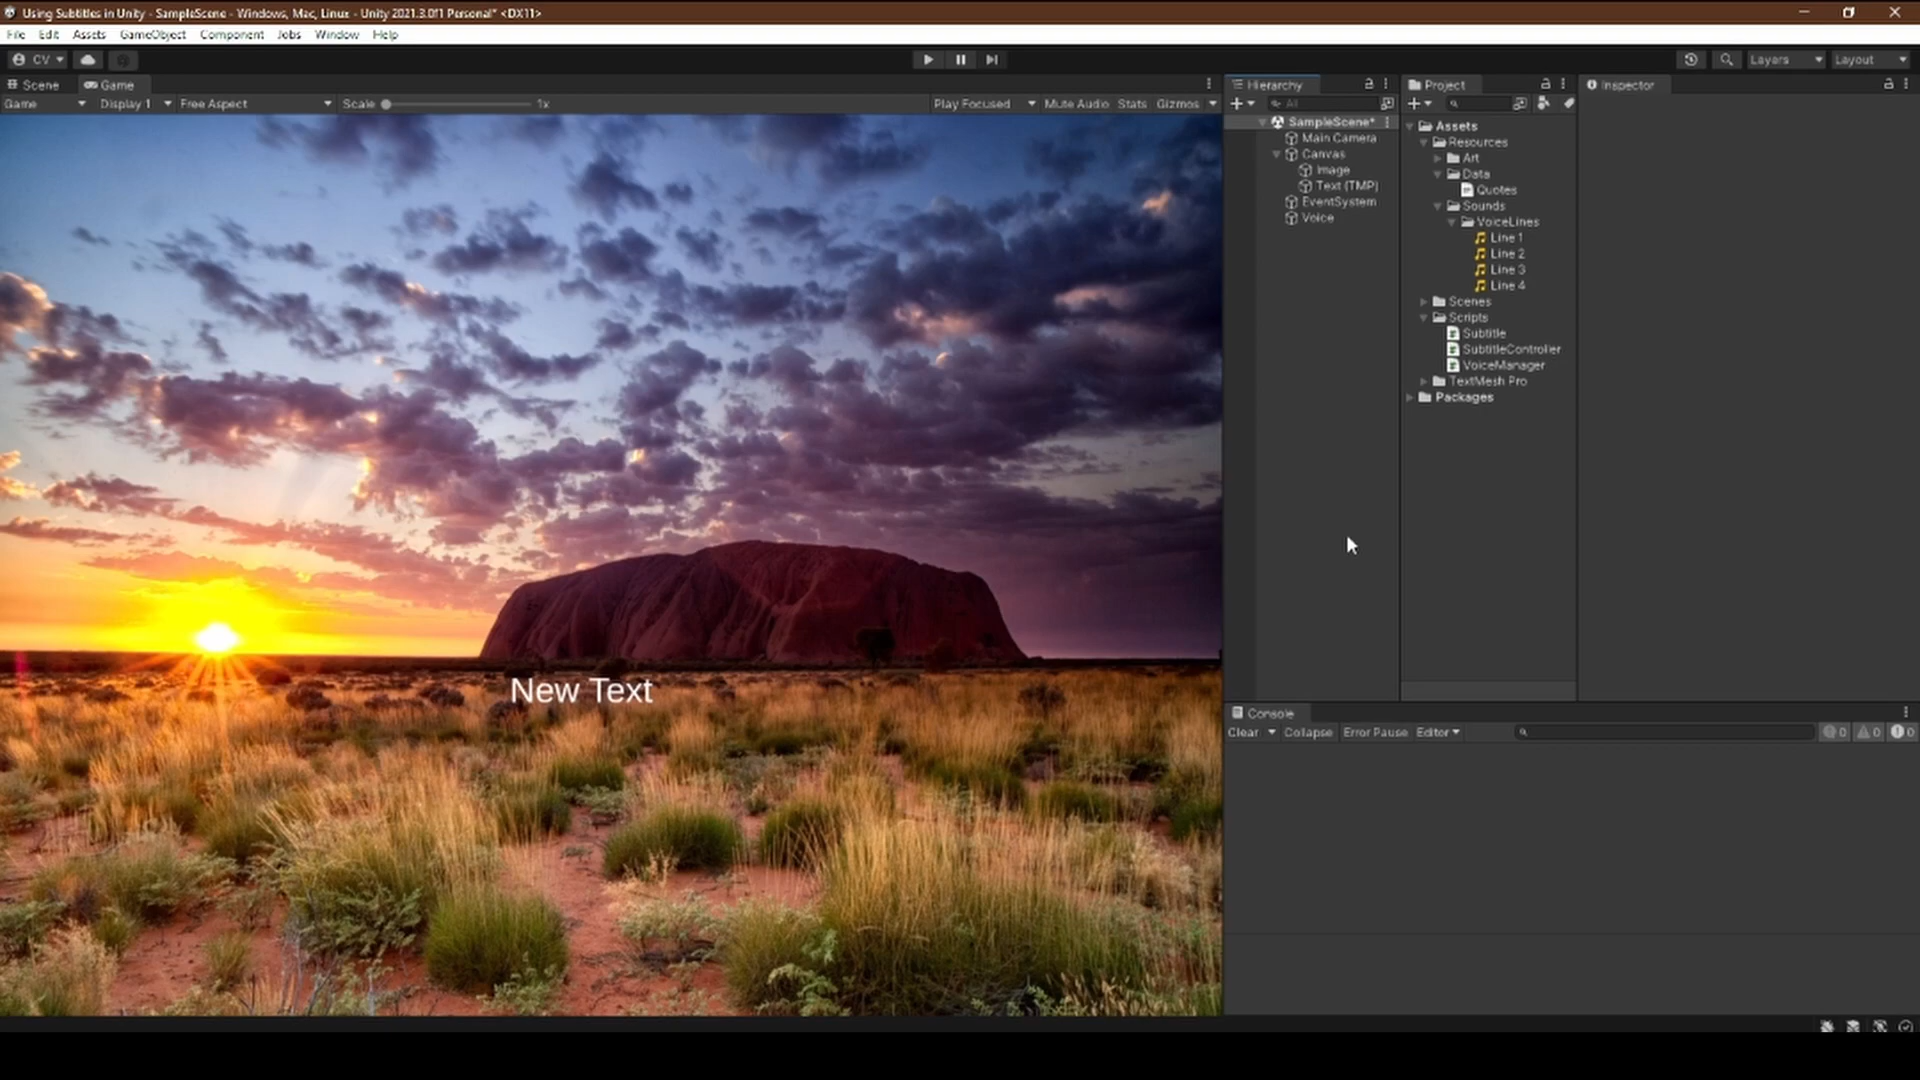 Using Subtitles in Unity - SampleScene - Windows, Mac, Linux - Unity 2021.3.0f1 Personal* <DX11>
File Edit Assets GameObject Component Jobs Window Help
CV Layers Layout
Scene Game Hierarchy Project Inspector
Game Display 1 Free Aspect Scale 1x Play Focused Mute Audio Stats Gizmos All
SampleScene*
Main Camera
Canvas
Image
Text (TMP)
EventSystem
Voice
Assets
Resources
Art
Data
Quotes
Sounds
VoiceLines
Line 1
Line 2
Line 3
Line 4
Scenes
Scripts
Subtitle
SubtitleController
VoiceManager
TextMesh Pro
Packages
New Text
Console
Clear Collapse Error Pause Editor 0 0 0